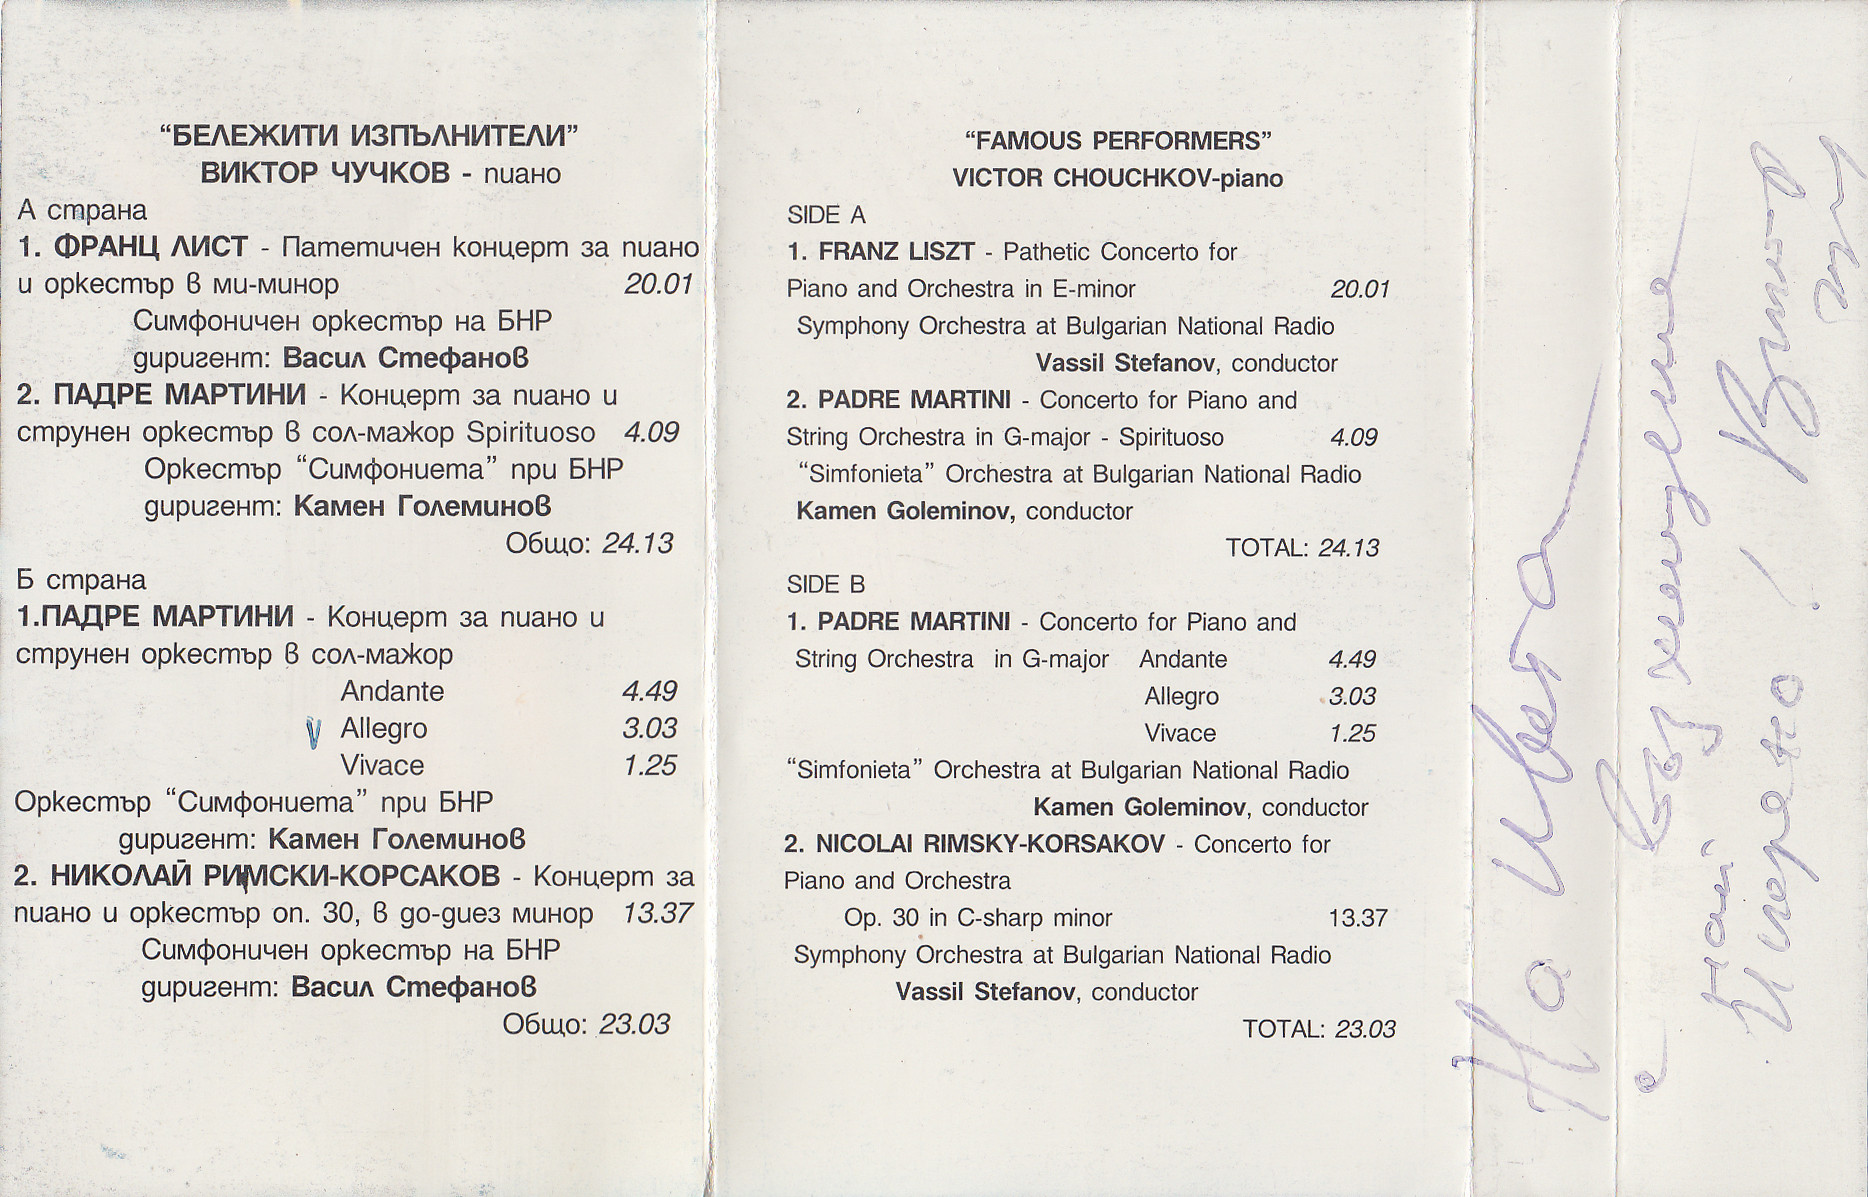 “БЕЛЕЖИТИ ИЗПЪЛНИТЕЛИ”
ВИКТОР ЧУЧКОВ - пиано
А страна
1. ФРАНЦ ЛИСТ - Патетичен концерт за пиано
и оркестър в ми-минор 20.01
Симфоничен оркестър на БНР
диригент: Васил Стефанов
2. ПАДРЕ МАРТИНИ - Концерт за пиано и
струнен оркестър в сол-мажор Spirituoso 4.09
Оркестър “Симфониета” при БНР
диригент: Камен Големинов
Общо: 24.13
Б страна
1.ПАДРЕ МАРТИНИ - Концерт за пиано и
струнен оркестър в сол-мажор
Andante 4.49
Allegro 3.03
Vivace 1.25
Оркестър “Симфониета” при БНР
диригент: Камен Големинов
2. НИКОЛАЙ РИМСКИ-КОРСАКОВ - Концерт за
пиано и оркестър оп. 30, в до-диез минор 13.37
Симфоничен оркестър на БНР
диригент: Васил Стефанов
Общо: 23.03
“FAMOUS PERFORMERS”
VICTOR CHOUCHKOV-piano
SIDE A
1. FRANZ LISZT - Pathetic Concerto for
Piano and Orchestra in E-minor 20.01
Symphony Orchestra at Bulgarian National Radio
Vassil Stefanov, conductor
2. PADRE MARTINI - Concerto for Piano and
String Orchestra in G-major - Spirituoso 4.09
“Simfonieta” Orchestra at Bulgarian National Radio
Kamen Goleminov, conductor
TOTAL: 24.13
SIDE B
1. PADRE MARTINI - Concerto for Piano and
String Orchestra in G-major Andante 4.49
Allegro 3.03
Vivace 1.25
“Simfonieta” Orchestra at Bulgarian National Radio
Kamen Goleminov, conductor
2. NICOLAI RIMSKY-KORSAKOV - Concerto for
Piano and Orchestra
Op. 30 in C-sharp minor 13.37
Symphony Orchestra at Bulgarian National Radio
Vassil Stefanov, conductor
TOTAL: 23.03
На Ивета
с възхищение
най
искрено!